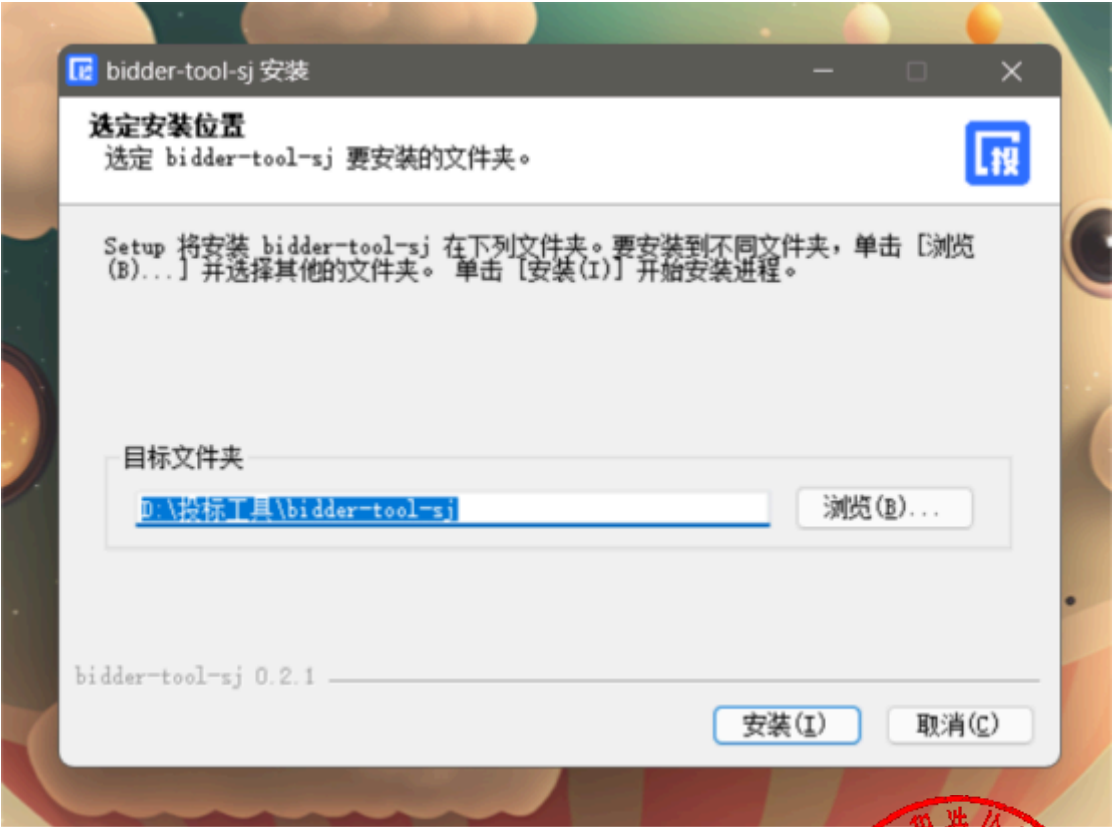 bidder-tool-sj 安装
选定安装位置
选定 bidder-tool-sj 要安装的文件夹。
投
Setup 将安装 bidder-tool-sj 在下列文件夹。要安装到不同文件夹，单击 [浏览
(B)...] 并选择其他的文件夹。 单击 [安装(I)] 开始安装进程。
目标文件夹
D:\投标工具\bidder-tool-sj
浏览(B)...
bidder-tool-sj 0.2.1
安装(I)
取消(C)